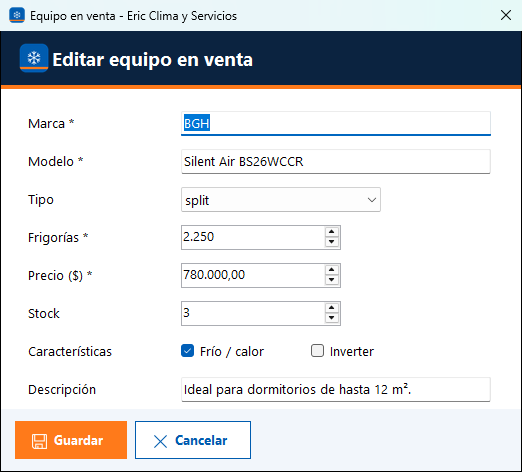 Equipo en venta - Eric Clima y Servicios
Editar equipo en venta
Marca * BGH
Modelo * Silent Air BS26WCCR
Tipo split
Frigorías * 2.250
Precio ($) * 780.000,00
Stock 3
Características Frío / calor Inverter
Descripción Ideal para dormitorios de hasta 12 m².
Guardar Cancelar